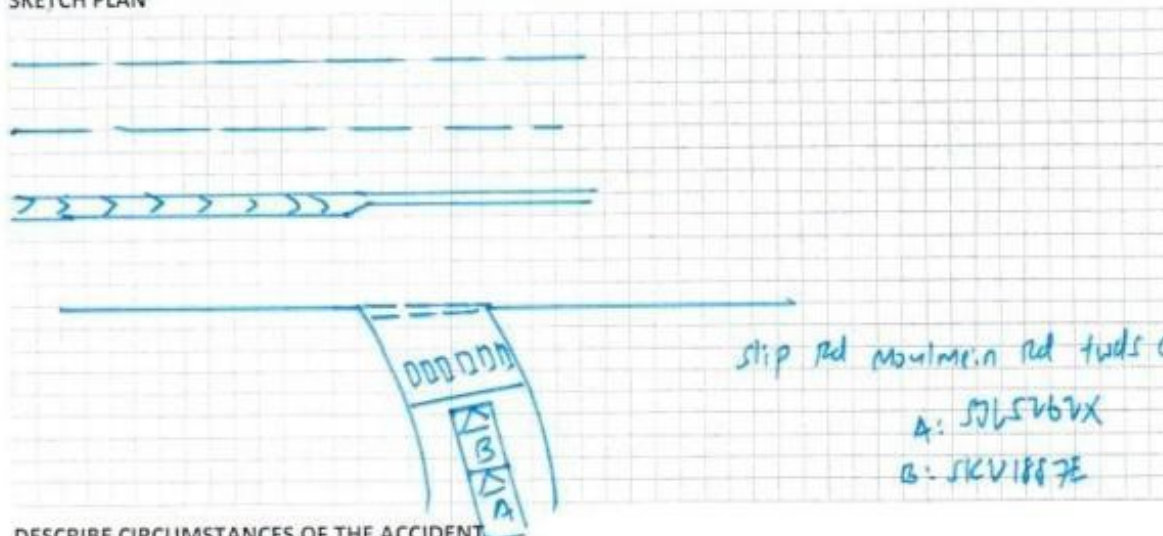 SKETCH PLAN
B
A
slip Rd Moulmein Rd twds
A: SJL5262X
B: SKV1887E
DESCRIBE CIRCUMSTANCES OF THE ACCIDENT